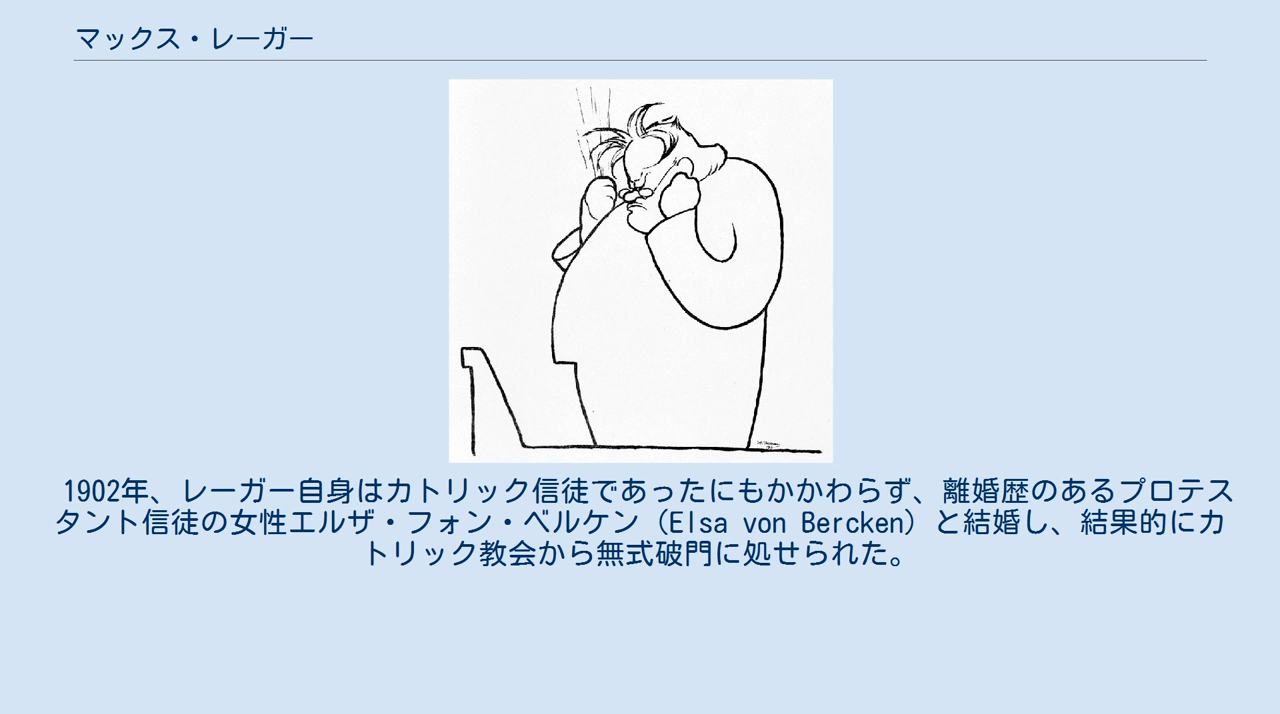 マックス・レーガー
1902年、レーガー自身はカトリック信徒であったにもかかわらず、離婚歴のあるプロテス
タント信徒の女性エルザ・フォン・ベルケン（Elsa von Bercken）と結婚し、結果的にカ
トリック教会から無式破門に処せられた。